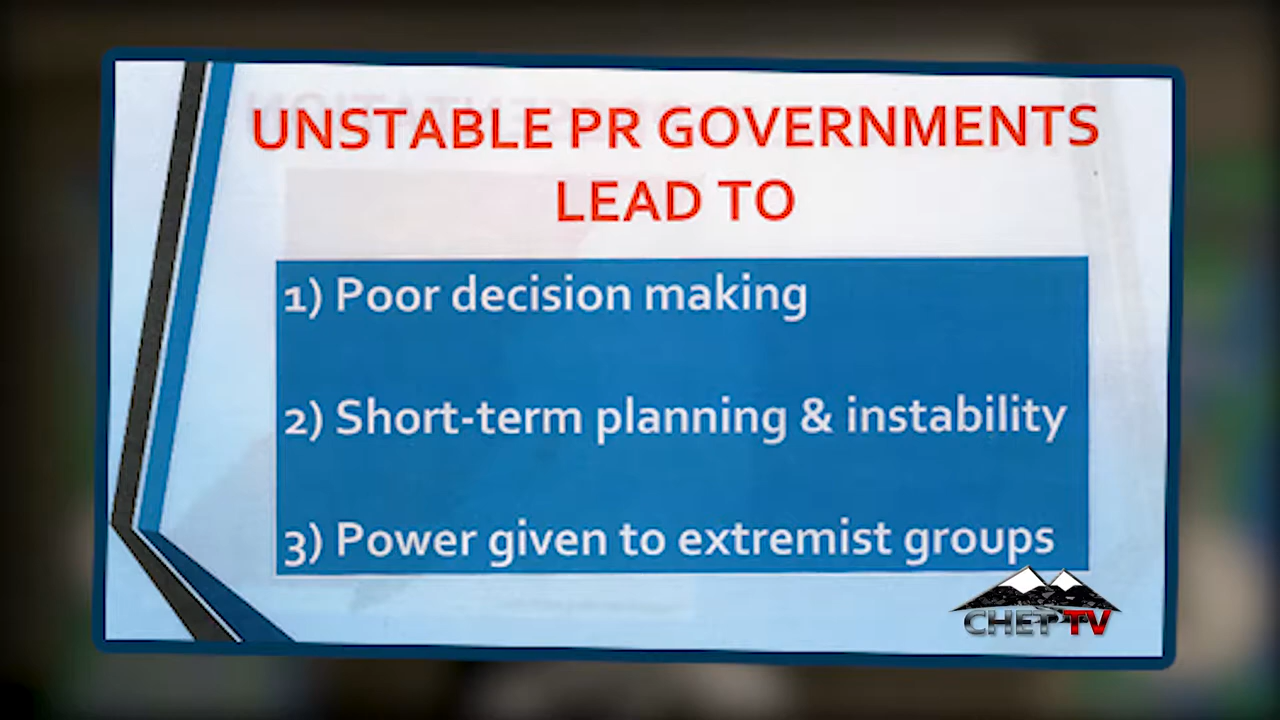 UNSTABLE PR GOVERNMENTS
LEAD TO
1) Poor decision making
2) Short-term planning & instability
3) Power given to extremist groups
CHET TV